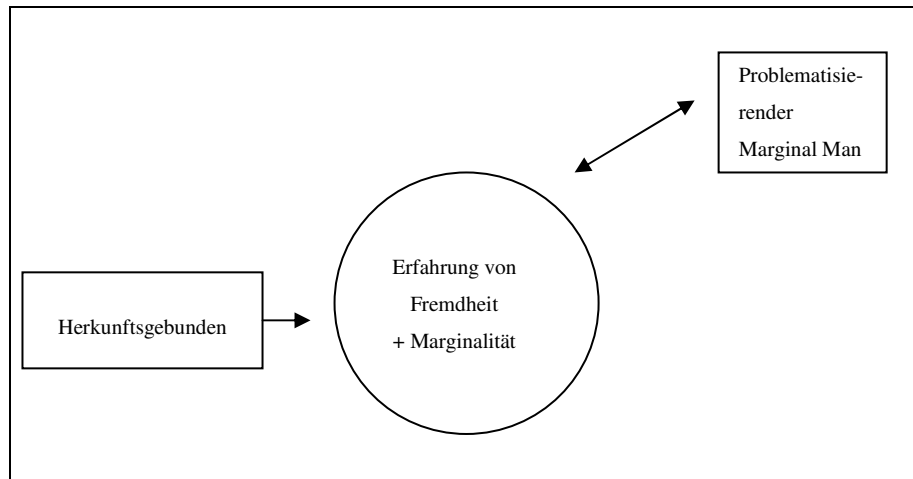 Problematisie-
render
Marginal Man
Erfahrung von
Fremdheit
+ Marginalität
Herkunftsgebunden